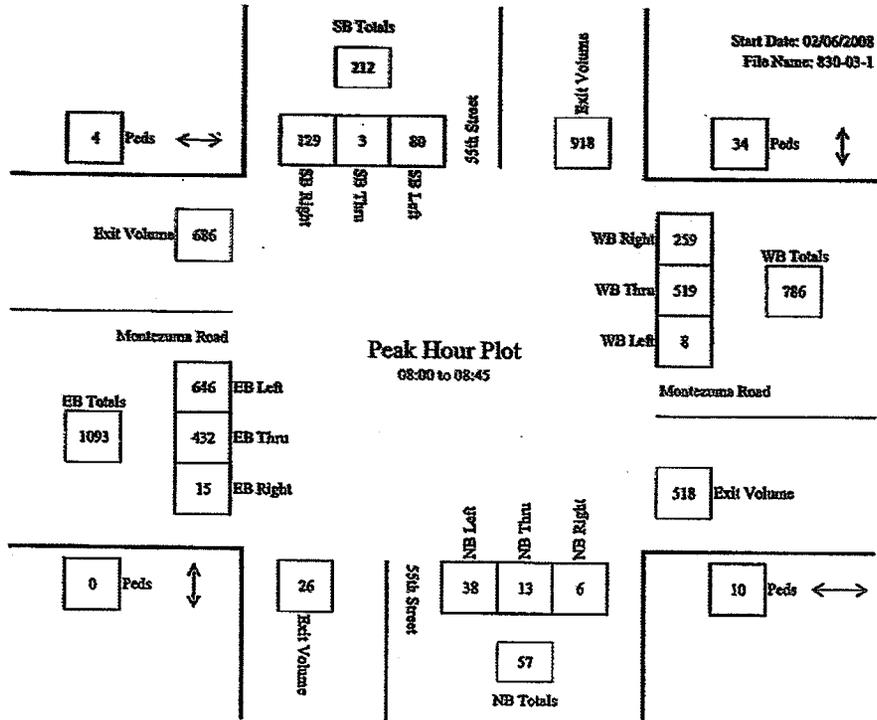 SB Totals
212
Start Date: 02/06/2008
File Name: 830-03-1
4 Peds
129 3 80
SB Right
SB Thru
SB Left
55th Street
Exit Volume
918
34 Peds
Exit Volume 686
WB Right 259
WB Thru 519
WB Left 8
WB Totals
786
Montezuma Road
Peak Hour Plot
08:00 to 08:45
Montezuma Road
EB Totals
1093
646 EB Left
432 EB Thru
15 EB Right
518 Exit Volume
NB Left
NB Thru
NB Right
0 Peds
26
Exit Volume
55th Street
38 13 6
10 Peds
57
NB Totals